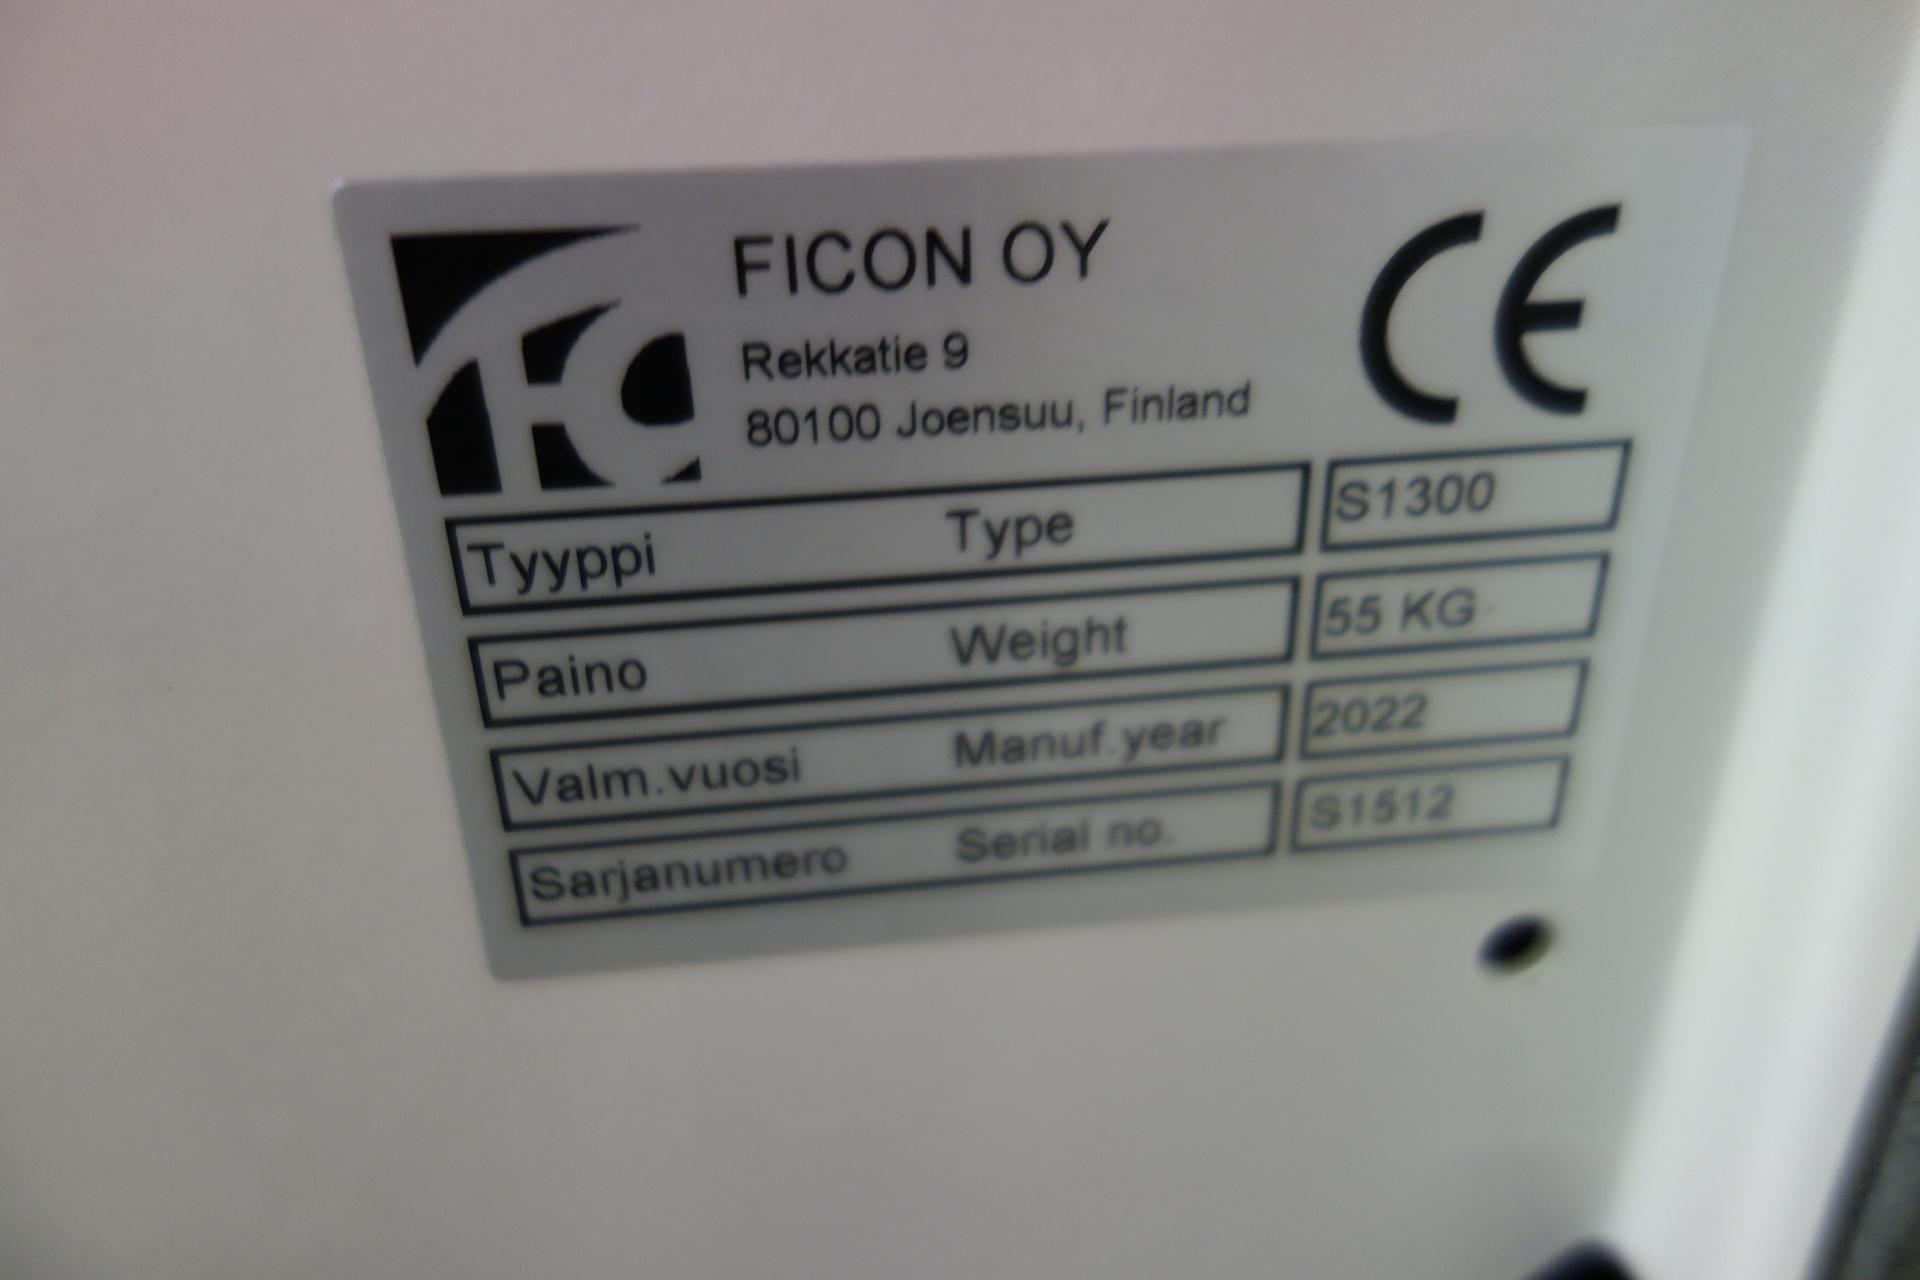 FC
FICON OY
CE
Rekkatie 9
80100 Joensuu, Finland
Tyyppi Type S1300
Paino Weight 55 KG
Valm.vuosi Manuf.year 2022
Sarjanumero Serial no. S1512